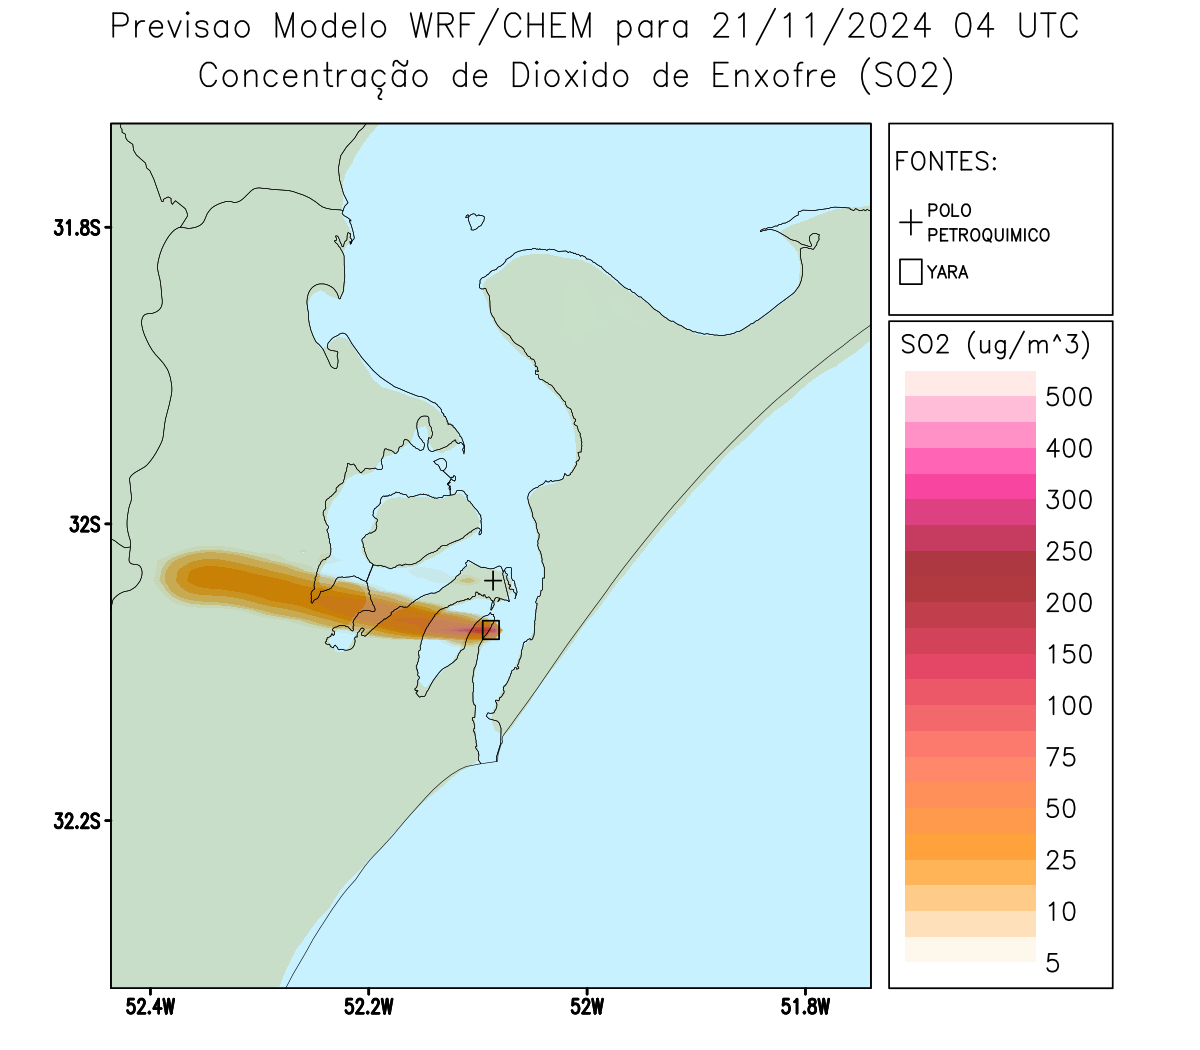 Previsao Modelo WRF/CHEM para 21/11/2024 04 UTC
Concentração de Dioxido de Enxofre (SO2)
FONTES:
POLO
PETROQUIMICO
YARA
31.8S
32S
32.2S
52.4W
52.2W
52W
51.8W
SO2 (ug/m^3)
500
400
300
250
200
150
100
75
50
25
10
5